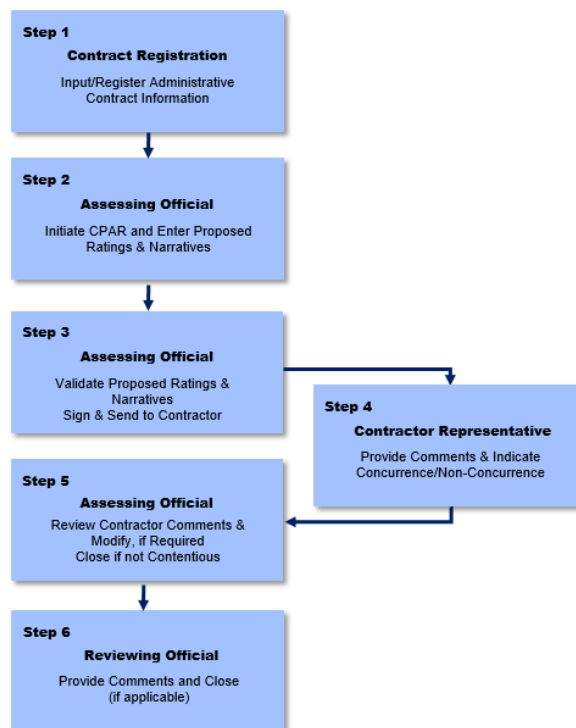 Step 1
Contract Registration
Input/Register Administrative
Contract Information
Step 2
Assessing Official
Initiate CPAR and Enter Proposed
Ratings & Narratives
Step 3
Assessing Official
Validate Proposed Ratings &
Narratives
Sign & Send to Contractor
Step 4
Contractor Representative
Provide Comments & Indicate
Concurrence/Non-Concurrence
Step 5
Assessing Official
Review Contractor Comments &
Modify, if Required
Close if not Contentious
Step 6
Reviewing Official
Provide Comments and Close
(if applicable)